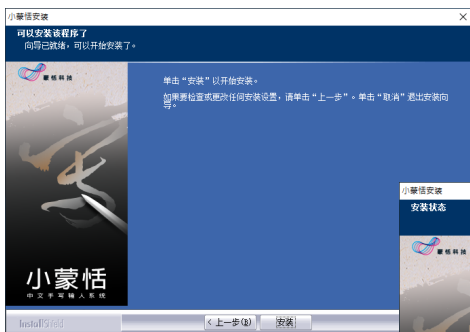 小蒙恬安装
可以安装该程序了
向导已就绪，可以开始安装了。
蒙恬科技
单击“安装”以开始安装。
如果要检查或更改任何安装设置，请单击“上一步”。单击“取消”退出安装向
导。
小蒙恬
中文手写输入系统
InstallShield
< 上一步(B)
安装
小蒙恬安装
安装状态
蒙恬科技